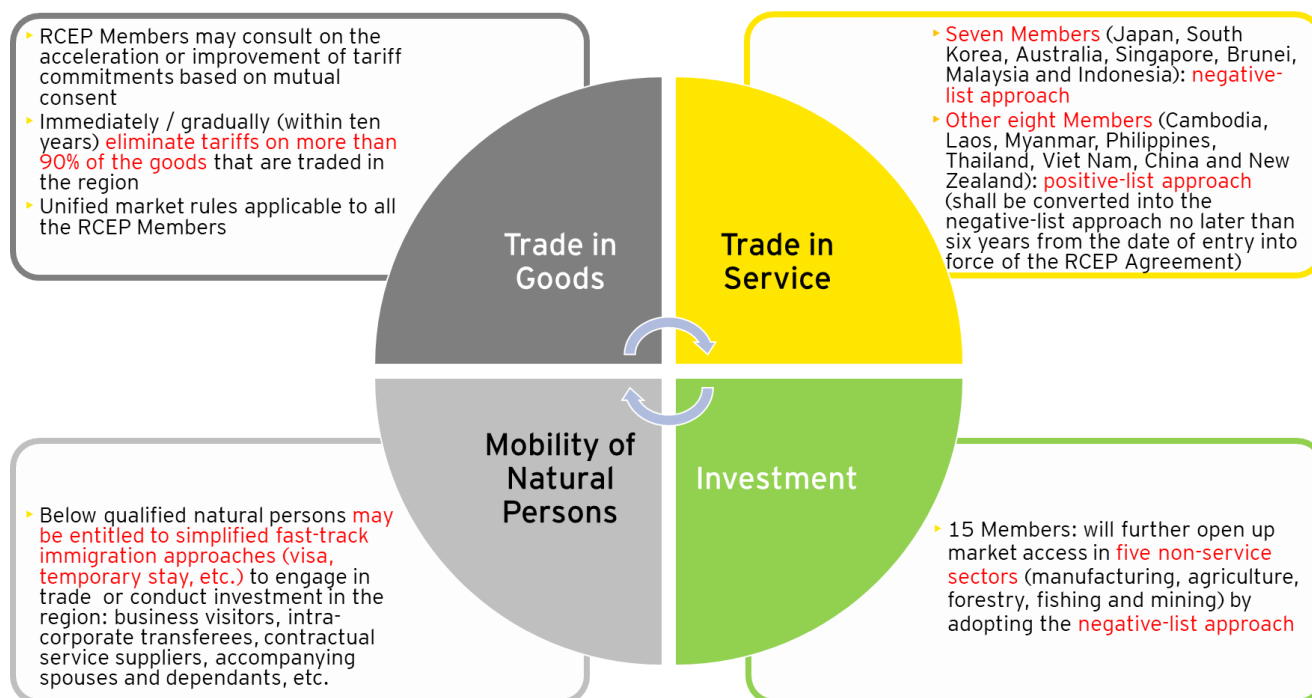 ▸ RCEP Members may consult on the
acceleration or improvement of tariff
commitments based on mutual
consent
▸ Immediately / gradually (within ten
years) eliminate tariffs on more than
90% of the goods that are traded in
the region
▸ Unified market rules applicable to all
the RCEP Members
▸ Seven Members (Japan, South
Korea, Australia, Singapore, Brunei,
Malaysia and Indonesia): negative-
list approach
▸ Other eight Members (Cambodia,
Laos, Myanmar, Philippines,
Thailand, Viet Nam, China and New
Zealand): positive-list approach
(shall be converted into the
negative-list approach no later than
six years from the date of entry into
force of the RCEP Agreement)
Trade in
Goods
Trade in
Service
Mobility of
Natural
Persons
Investment
▸ Below qualified natural persons may
be entitled to simplified fast-track
immigration approaches (visa,
temporary stay, etc.) to engage in
trade or conduct investment in the
region: business visitors, intra-
corporate transferees, contractual
service suppliers, accompanying
spouses and dependants, etc.
▸ 15 Members: will further open up
market access in five non-service
sectors (manufacturing, agriculture,
forestry, fishing and mining) by
adopting the negative-list approach